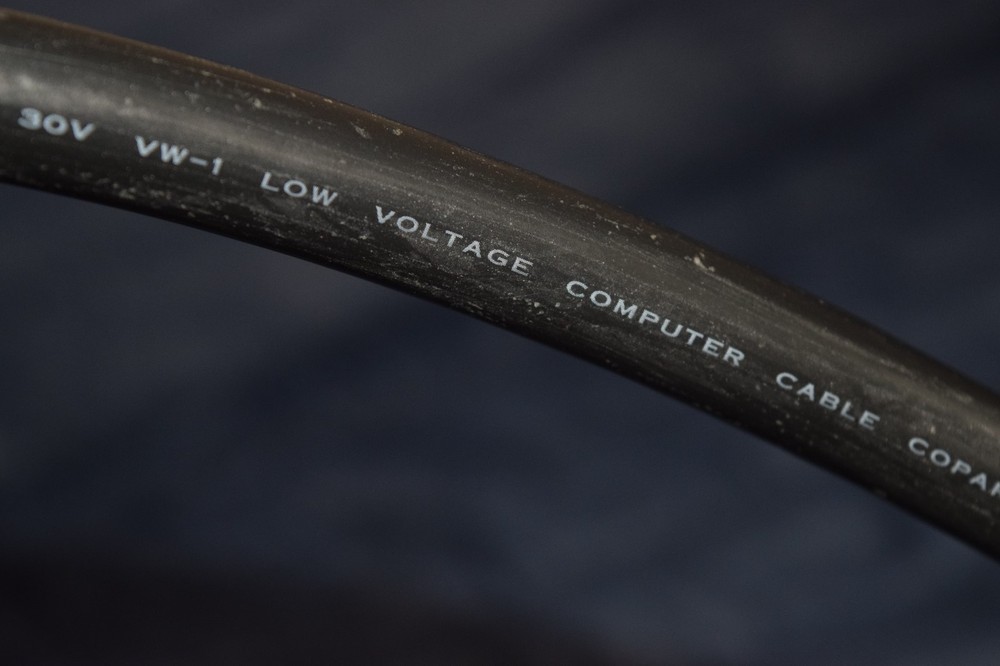 30V VW-1 LOW VOLTAGE COMPUTER CABLE